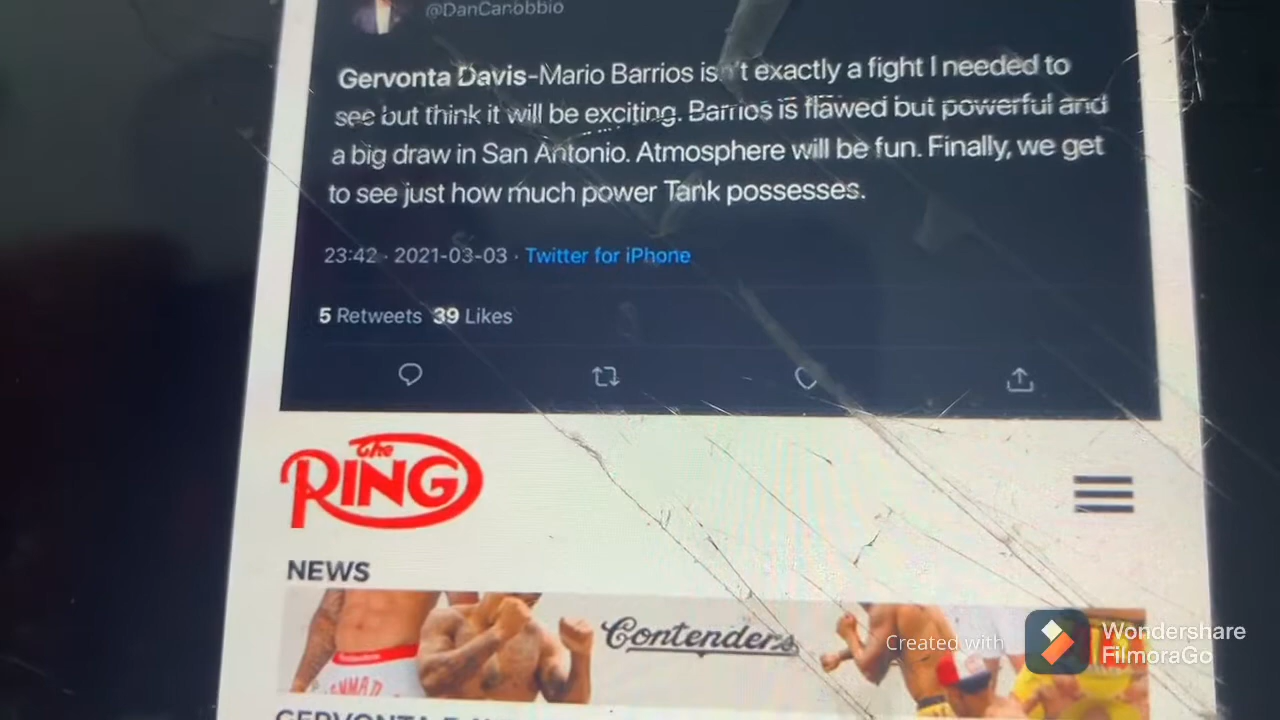 @DanCanobbio
Gervonta Davis-Mario Barrios isn't exactly a fight I needed to
see but think it will be exciting. Barrios is flawed but powerful and
a big draw in San Antonio. Atmosphere will be fun. Finally, we get
to see just how much power Tank possesses.
23:42 · 2021-03-03 · Twitter for iPhone
5 Retweets 39 Likes
The
RING
NEWS
Contenders
Created with
Wondershare
FilmoraGo
GERVONTA